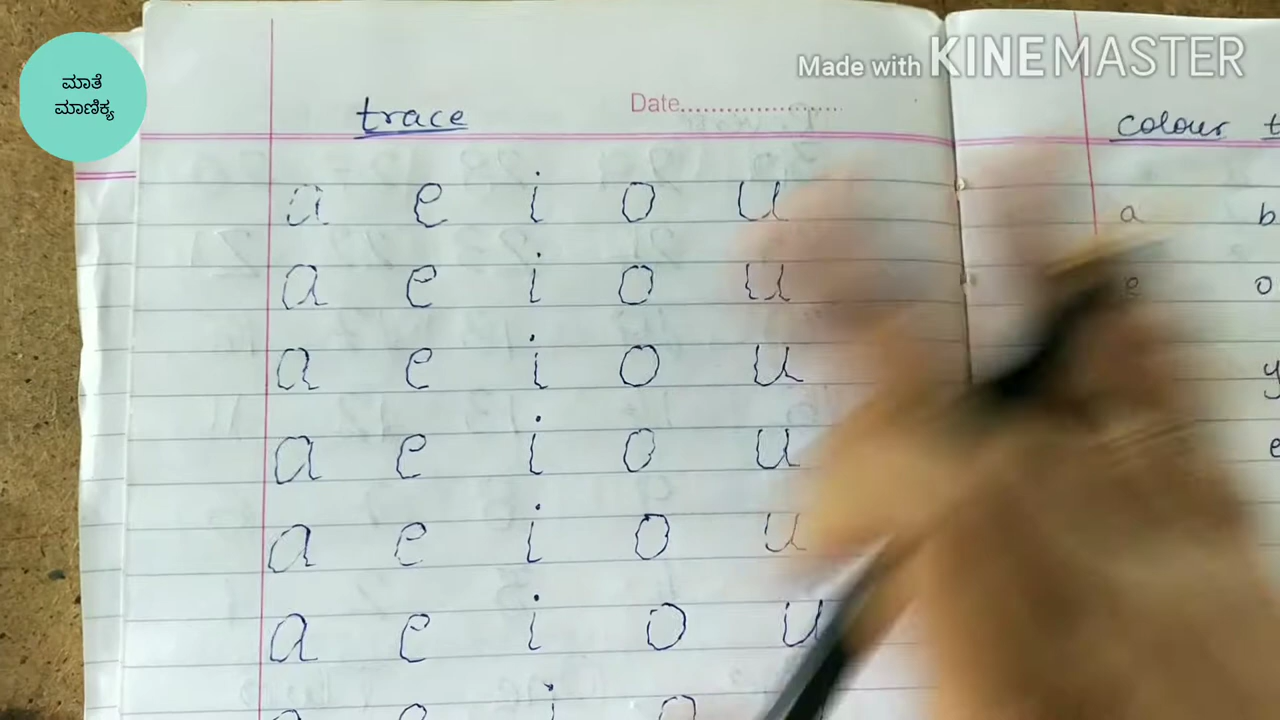 ಮಾತೆ
ಮಾಣಿಕ್ಯ
Made with KINEMASTER
trace
Date........................
a e i o u
a e i o u
a e i o u
a e i o u
a e i o u
a e i o u
a e i o
colour t
a b
e o
y
e